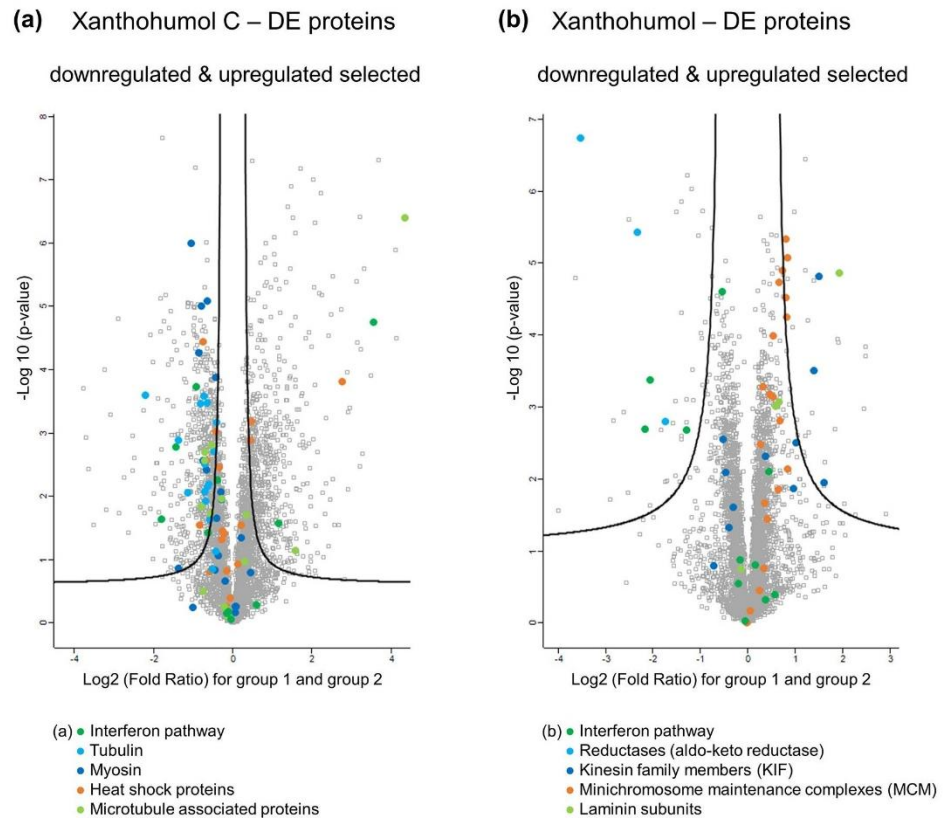 (a) Xanthohumol C – DE proteins
downregulated & upregulated selected
-Log 10 (p-value)
8
7
6
5
4
3
2
1
0
-4 -2 0 2 4
Log2 (Fold Ratio) for group 1 and group 2
(a) Interferon pathway
Tubulin
Myosin
Heat shock proteins
Microtubule associated proteins
(b) Xanthohumol – DE proteins
downregulated & upregulated selected
-Log 10 (p-value)
7
6
5
4
3
2
1
0
-4 -3 -2 -1 0 1 2 3
Log2 (Fold Ratio) for group 1 and group 2
(b) Interferon pathway
Reductases (aldo-keto reductase)
Kinesin family members (KIF)
Minichromosome maintenance complexes (MCM)
Laminin subunits